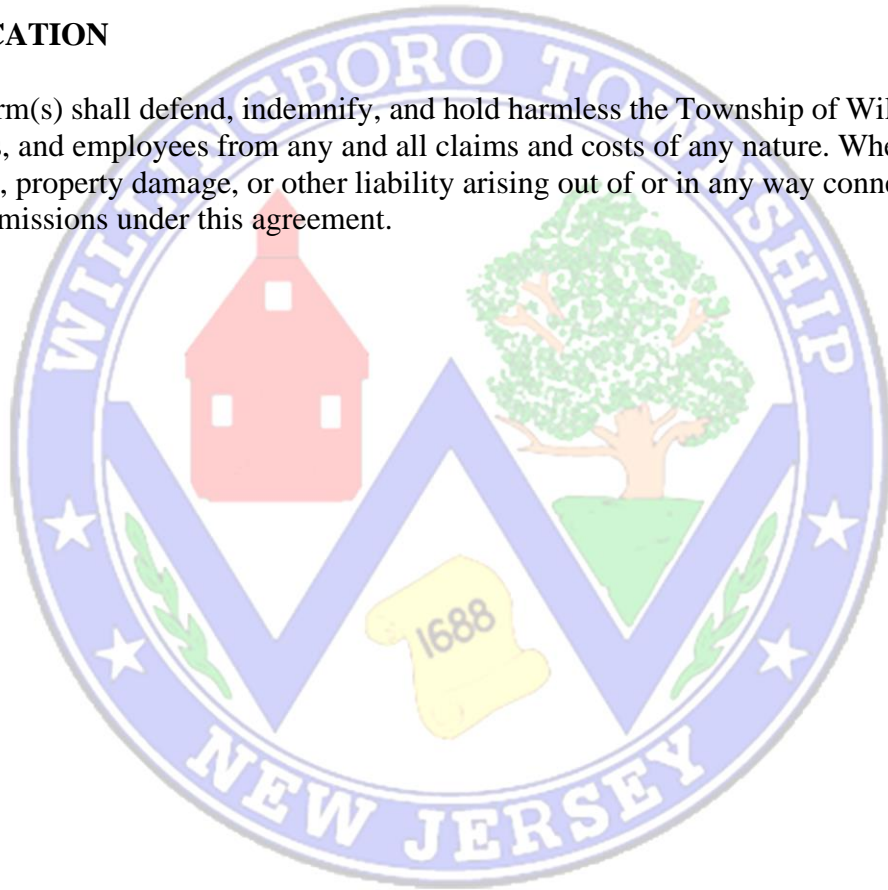 CATION
rm(s) shall defend, indemnify, and hold harmless the Township of Wil
s, and employees from any and all claims and costs of any nature. Whe
, property damage, or other liability arising out of or in any way conne
missions under this agreement.
WILLINGBORO TOWNSHIP
1688
NEW JERSEY